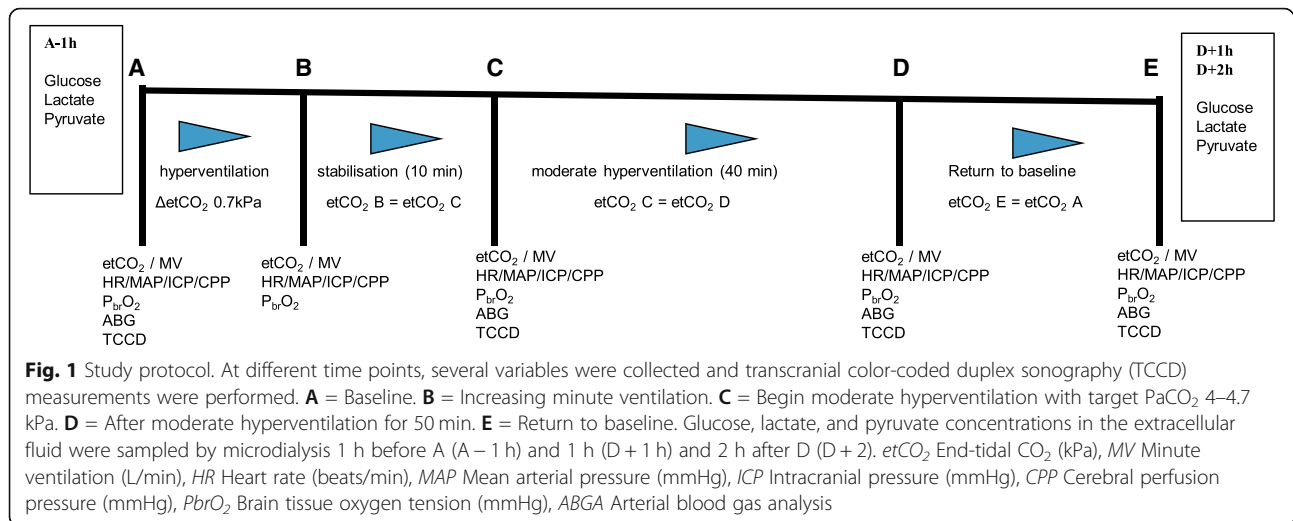 A-1h
Glucose
Lactate
Pyruvate
A
B
C
D
E
D+1h
D+2h
Glucose
Lactate
Pyruvate
hyperventilation
ΔetCO₂ 0.7kPa
stabilisation (10 min)
etCO₂ B = etCO₂ C
moderate hyperventilation (40 min)
etCO₂ C = etCO₂ D
Return to baseline
etCO₂ E = etCO₂ A
etCO₂ / MV
HR/MAP/ICP/CPP
PbrO₂
ABG
TCCD
etCO₂ / MV
HR/MAP/ICP/CPP
PbrO₂
etCO₂ / MV
HR/MAP/ICP/CPP
PbrO₂
ABG
TCCD
etCO₂ / MV
HR/MAP/ICP/CPP
PbrO₂
ABG
TCCD
etCO₂ / MV
HR/MAP/ICP/CPP
PbrO₂
ABG
TCCD
Fig. 1 Study protocol. At different time points, several variables were collected and transcranial color-coded duplex sonography (TCCD)
measurements were performed. A = Baseline. B = Increasing minute ventilation. C = Begin moderate hyperventilation with target PaCO₂ 4–4.7
kPa. D = After moderate hyperventilation for 50 min. E = Return to baseline. Glucose, lactate, and pyruvate concentrations in the extracellular
fluid were sampled by microdialysis 1 h before A (A − 1 h) and 1 h (D + 1 h) and 2 h after D (D + 2). etCO₂ End-tidal CO₂ (kPa), MV Minute
ventilation (L/min), HR Heart rate (beats/min), MAP Mean arterial pressure (mmHg), ICP Intracranial pressure (mmHg), CPP Cerebral perfusion
pressure (mmHg), PbrO₂ Brain tissue oxygen tension (mmHg), ABGA Arterial blood gas analysis